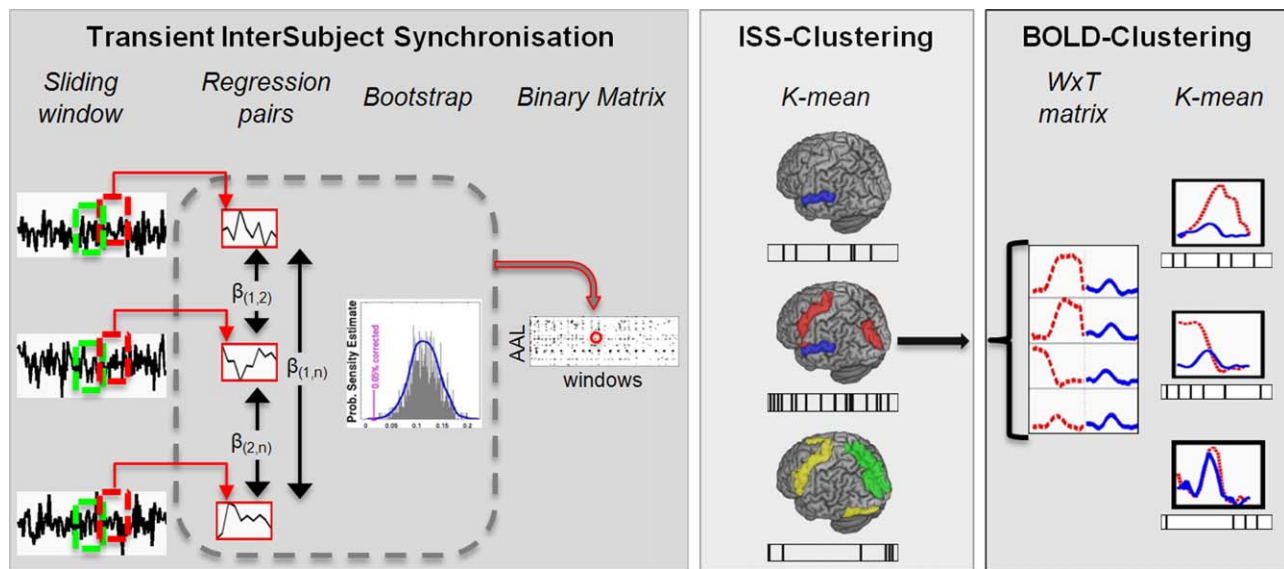 Transient InterSubject Synchronisation
Sliding
window
Regression
pairs
Bootstrap
Binary Matrix
β(1,2)
β(1,n)
β(2,n)
Prob. Sensity Estimate
0.05% corrected
0
0.05
0.1
0.15
0.2
AAL
windows
ISS-Clustering
K-mean
BOLD-Clustering
WxT
matrix
K-mean